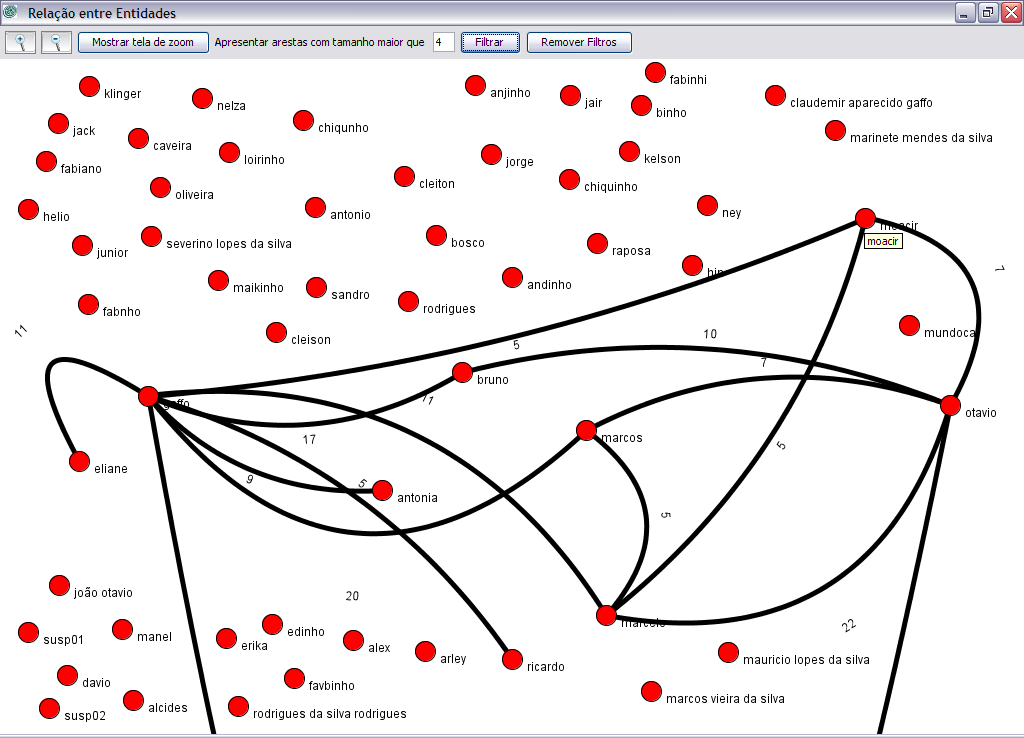 Relação entre Entidades
Mostrar tela de zoom Apresentar arestas com tamanho maior que 4 Filtrar Remover Filtros
fabinhi
klinger
anjinho
jair
claudemir aparecido gaffo
nelza
binho
chiqunho
jack
marinete mendes da silva
caveira
loirinho
kelson
jorge
fabiano
cleiton
chiquinho
oliveira
ney
helio
antonio
moacir
moacir
severino lopes da silva
bosco
junior
raposa
7
maikinho
sandro
andinho
rodrigues
fabnho
11
mundoca
cleison
5
10
7
bruno
gaffo
11
otavio
17
marcos
5
eliane
9
5
antonia
5
joão otavio
20
marcelo
22
susp01
manel
erika
edinho
alex
arley
ricardo
mauricio lopes da silva
davio
favbinho
marcos vieira da silva
susp02
alcides
rodrigues da silva rodrigues